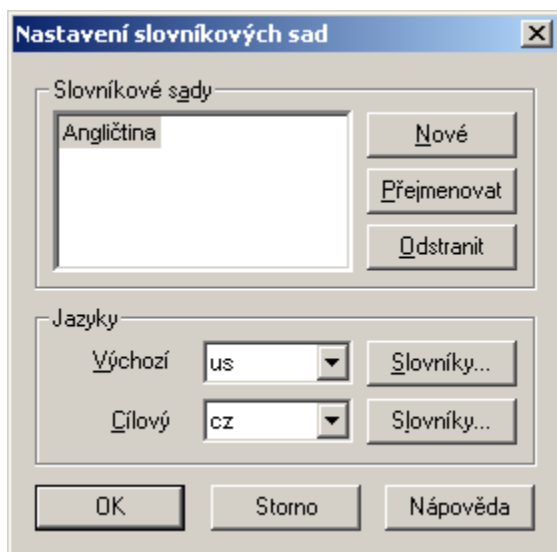 Nastavení slovníkových sad
Slovníkové sady
Angličtina
Nové
Přejmenovat
Odstranit
Jazyky
Výchozí us Slovníky...
Cílový cz Slovníky...
OK Storno Nápověda